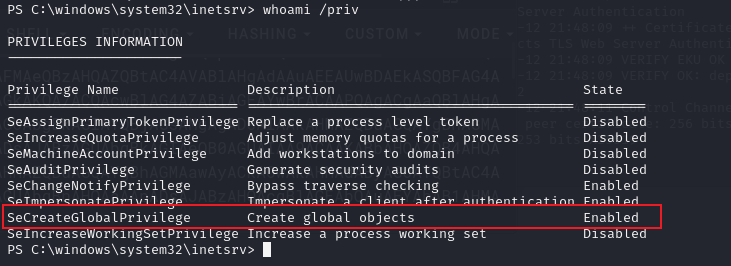 PS C:\windows\system32\inetsrv> whoami /priv
PRIVILEGES INFORMATION
----------------------
Privilege Name Description State
============================= ========================================= ========
SeAssignPrimaryTokenPrivilege Replace a process level token Disabled
SeIncreaseQuotaPrivilege Adjust memory quotas for a process Disabled
SeMachineAccountPrivilege Add workstations to domain Disabled
SeAuditPrivilege Generate security audits Disabled
SeChangeNotifyPrivilege Bypass traverse checking Enabled
SeImpersonatePrivilege Impersonate a client after authentication Enabled
SeCreateGlobalPrivilege Create global objects Enabled
SeIncreaseWorkingSetPrivilege Increase a process working set Disabled
PS C:\windows\system32\inetsrv>